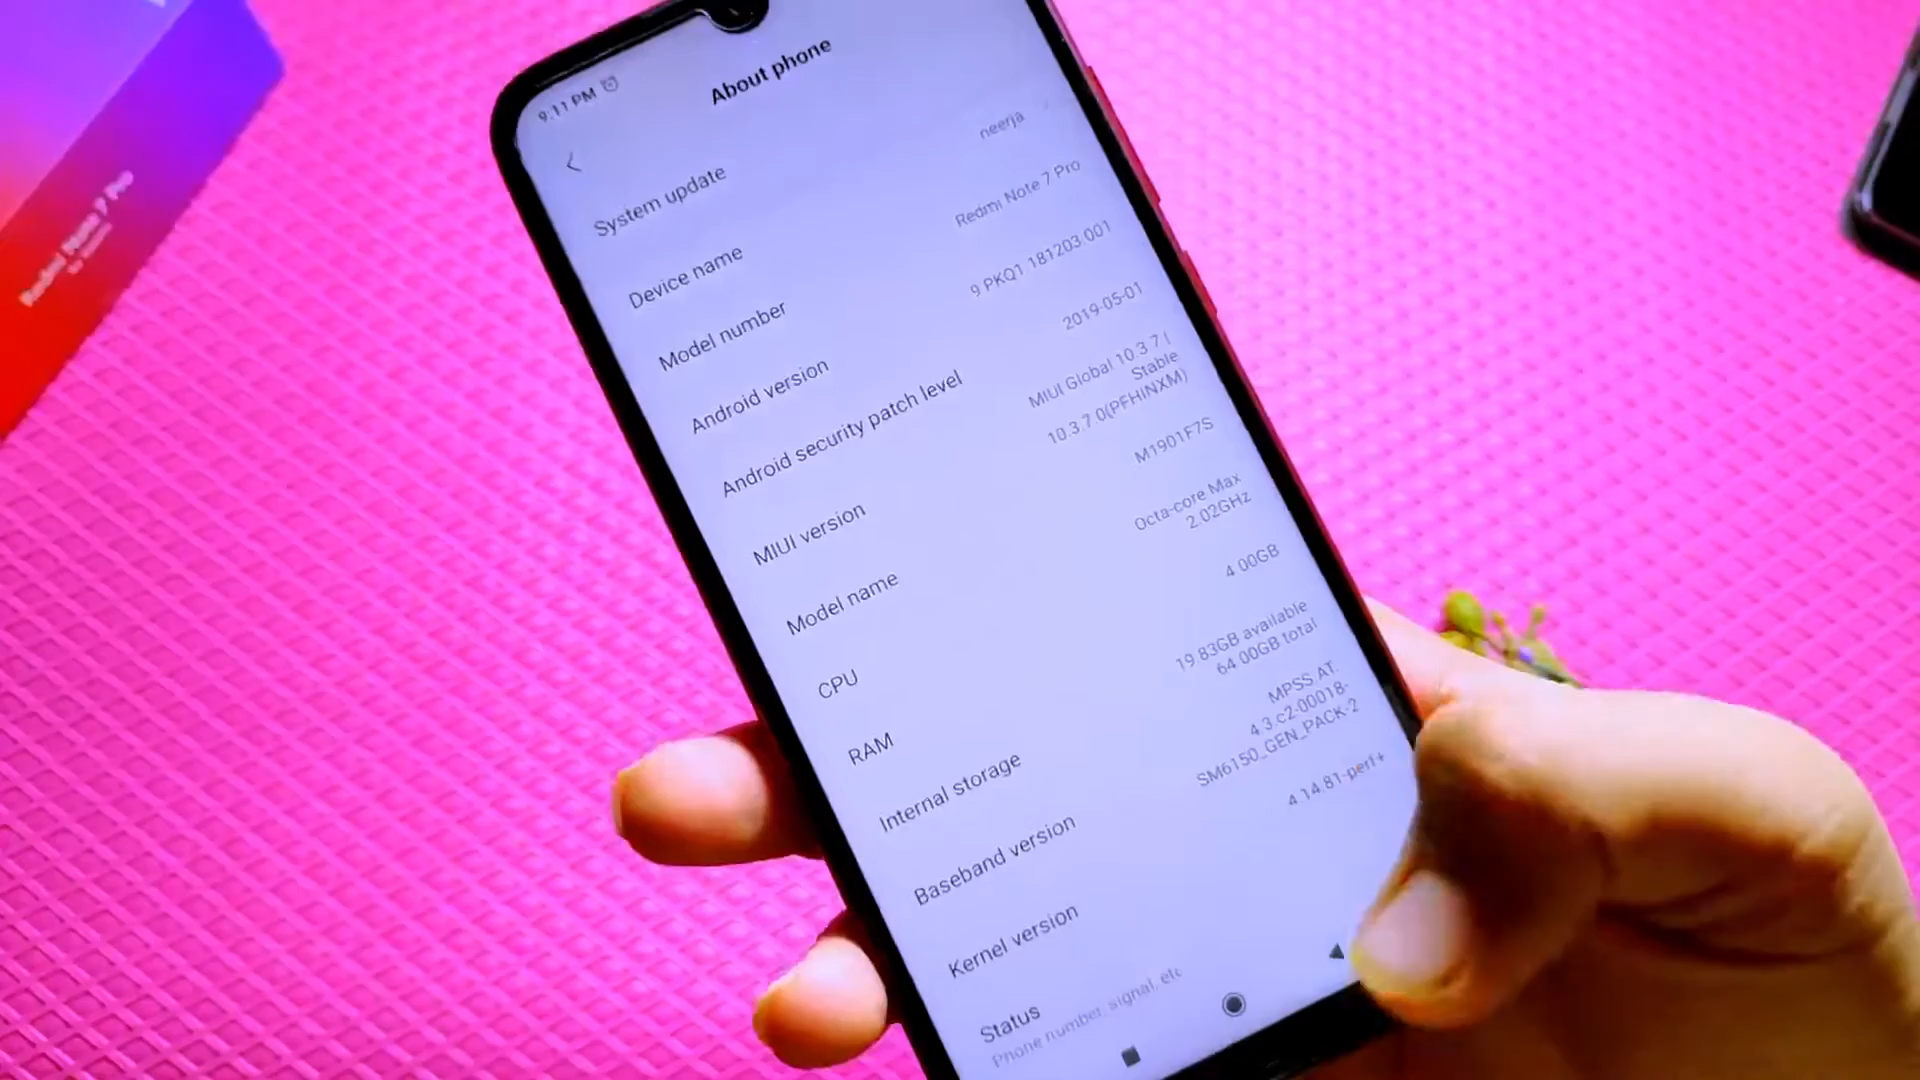 9:11 PM
About phone
System update
Device name
neerja
Model number
Redmi Note 7 Pro
Android version
9 PKQ1 181203 001
Android security patch level
2019-05-01
MIUI version
MIUI Global 10.3.7 |
Stable
10.3.7.0(PFHINXM)
Model name
M1901F7S
CPU
Octa-core Max
2.02GHz
RAM
4.00GB
Internal storage
19.83GB available
64.00GB total
Baseband version
MPSS.AT.
4.3.c2-00018-
SM6150_GEN_PACK-2
Kernel version
4.14.81-perf+
Status
Phone number, signal, etc
Redmi Note 7 Pro